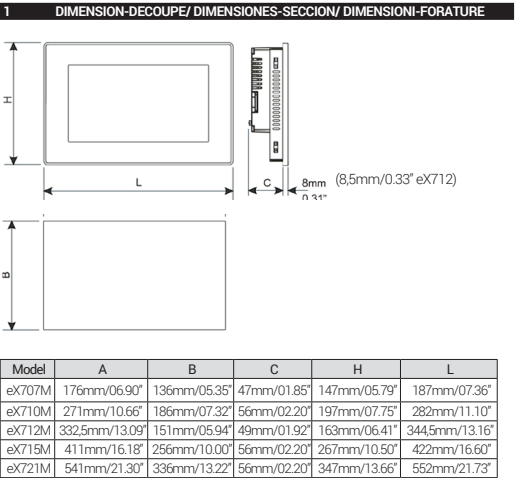 1 DIMENSION-DECOUPE/ DIMENSIONES-SECCION/ DIMENSIONI-FORATURE
H
L
C
8mm (8,5mm/0.33" eX712)
0.31"
B
Model A B C H L
eX707M 176mm/06.90" 136mm/05.35" 47mm/01.85" 147mm/05.79" 187mm/07.36"
eX710M 271mm/10.66" 186mm/07.32" 56mm/02.20" 197mm/07.75" 282mm/11.10"
eX712M 332,5mm/13.09" 151mm/05.94" 49mm/01.92" 163mm/06.41" 344,5mm/13.16"
eX715M 411mm/16.18" 256mm/10.00" 56mm/02.20" 267mm/10.50" 422mm/16.60"
eX721M 541mm/21.30" 336mm/13.22" 56mm/02.20" 347mm/13.66" 552mm/21.73"